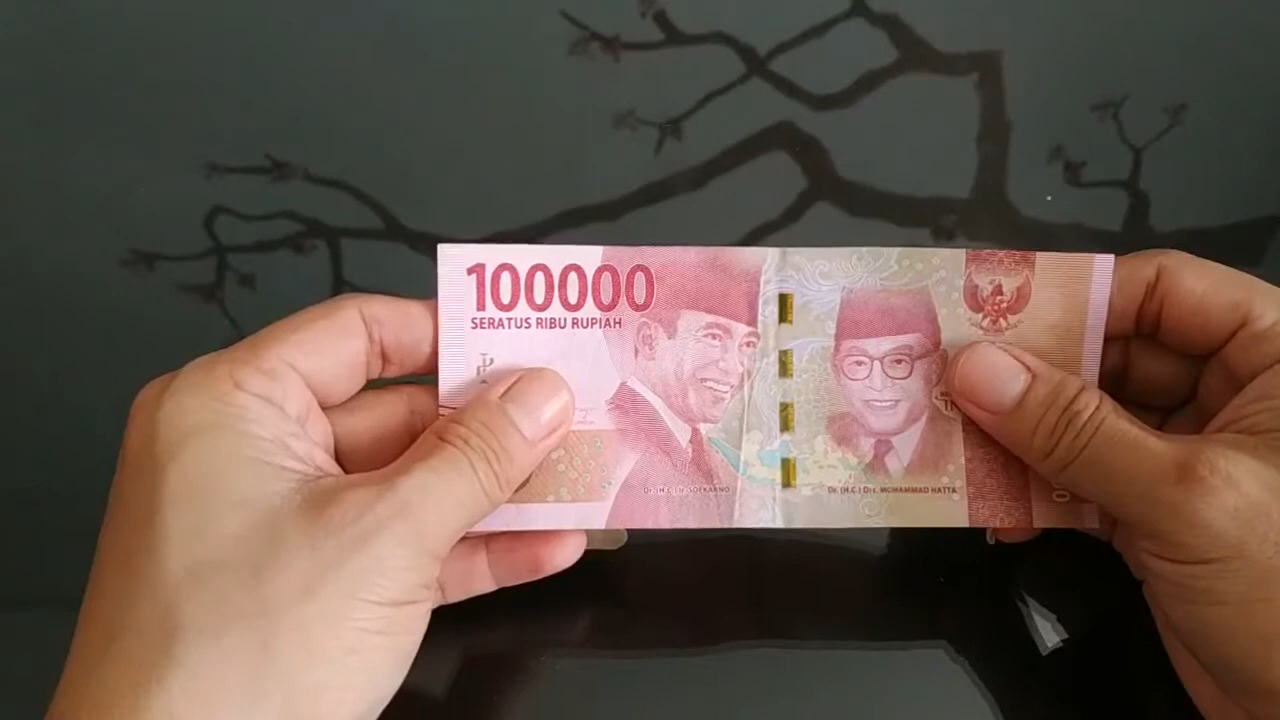 100000
SERATUS RIBU RUPIAH
Dr. (H.C.) Ir. SOEKARNO
Dr. (H.C.) Drs. MOHAMMAD HATTA